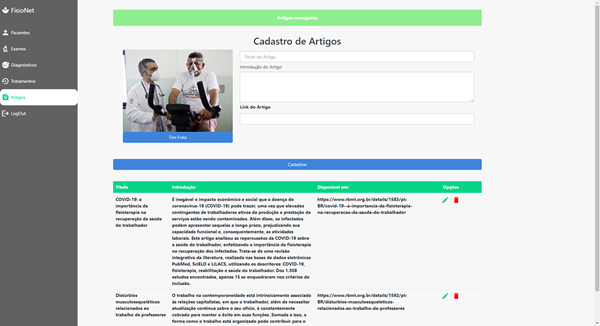 FisioNet
Pacientes
Exames
Diagnósticos
Tratamentos
Artigos
LogOut
Artigos carregados
Cadastro de Artigos
Título do Artigo
Introdução do Artigo
Link do Artigo
Tire Foto
Cadastrar
Título Introdução Disponível em: Opções
COVID-19: a
importância da
fisioterapia na
recuperação da saúde
do trabalhador
É inegável o impacto econômico e social que a doença do
coronavírus-19 (COVID-19) pode trazer, uma vez que elevados
contingentes de trabalhadores ativos da produção e prestação de
serviços estão sendo contaminados. Além disso, os infectados
podem apresentar sequelas a longo prazo, prejudicando sua
capacidade funcional e, consequentemente, as atividades
laborais. Este artigo analisou as repercussões da COVID-19 sobre
a saúde do trabalhador, enfatizando a importância da fisioterapia
na recuperação dos infectados. Trata-se de uma revisão
integrativa da literatura, realizada nas bases de dados eletrônicos
PubMed, SciELO e LILACS, utilizando os descritores: COVID-19,
fisioterapia, reabilitação e saúde do trabalhador. Dos 1.308
estudos encontrados, apenas 15 se enquadraram nos critérios de
inclusão.
https://www.rbmt.org.br/details/1583/pt-
BR/covid-19--a-importancia-da-fisioterapia-
na-recuperacao-da-saude-do-trabalhador
Distúrbios
musculoesqueléticos
relacionados ao
trabalho de professores
O trabalho na contemporaneidade está intrinsicamente associado
às relações capitalistas, em que o trabalhador, além de necessitar
atualização contínua sobre o seu ofício, é constantemente
cobrado para manter o êxito em suas funções. Somada a isso, a
forma como o trabalho está organizado pode contribuir para o
https://www.rbmt.org.br/details/1592/pt-
BR/disturbios-musculoesqueleticos-
relacionados-ao-trabalho-de-professores